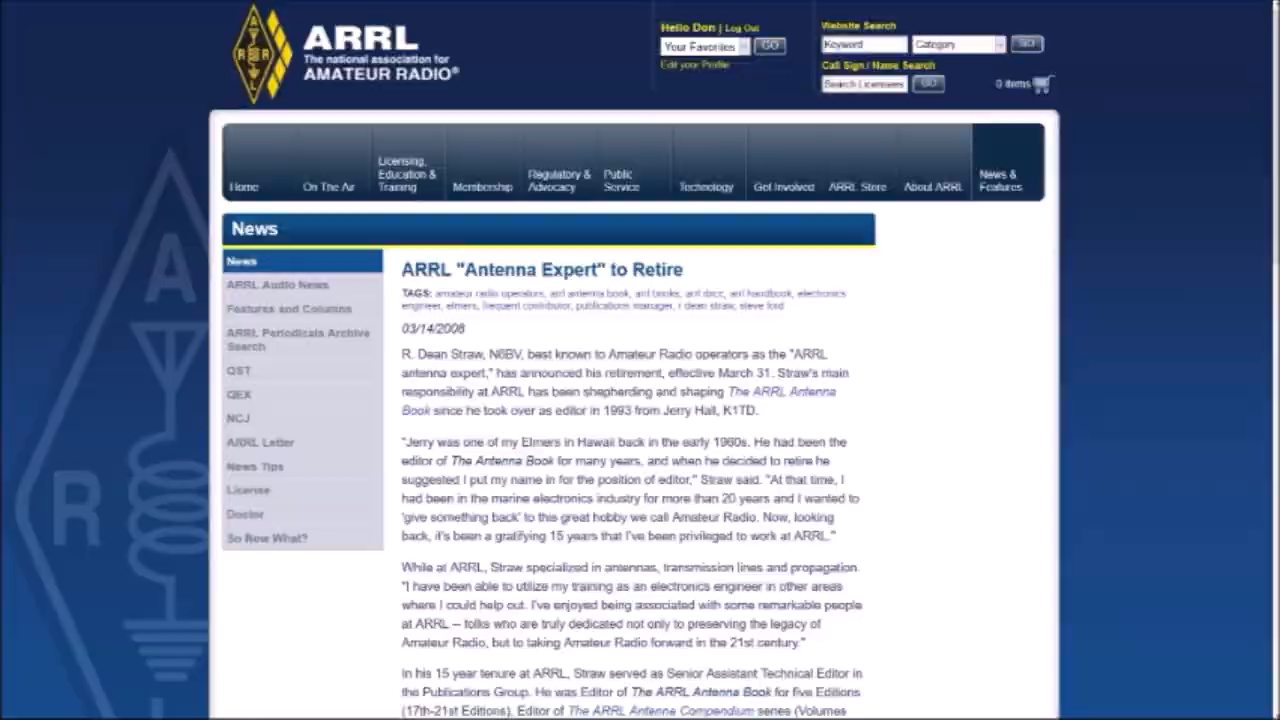 ARRL
The national association for
AMATEUR RADIO®
Hello Don | Log Out
Your Favorites
GO
Edit your Profile
Website Search
Keyword
Category
GO
Call Sign / Name Search
Search Licensees
GO
0 items
Home
On The Air
Licensing,
Education &
Training
Membership
Regulatory &
Advocacy
Public
Service
Technology
Get Involved
ARRL Store
About ARRL
News &
Features
News
News
ARRL Audio News
Features and Columns
ARRL Periodicals Archive
Search
QST
QEX
NCJ
ARRL Letter
News Tips
License
Doctor
So Now What?
ARRL "Antenna Expert" to Retire
TAGS: amateur radio operators, arrl antenna book, arrl books, arrl dxcc, arrl handbook, electronics
engineer, elmers, frequent contributor, publications manager, r dean straw, steve ford
03/14/2008
R. Dean Straw, N6BV, best known to Amateur Radio operators as the "ARRL
antenna expert," has announced his retirement, effective March 31. Straw's main
responsibility at ARRL has been shepherding and shaping The ARRL Antenna
Book since he took over as editor in 1993 from Jerry Hall, K1TD.
"Jerry was one of my Elmers in Hawaii back in the early 1960s. He had been the
editor of The Antenna Book for many years, and when he decided to retire he
suggested I put my name in for the position of editor," Straw said. "At that time, I
had been in the marine electronics industry for more than 20 years and I wanted to
'give something back' to this great hobby we call Amateur Radio. Now, looking
back, it's been a gratifying 15 years that I've been privileged to work at ARRL."
While at ARRL, Straw specialized in antennas, transmission lines and propagation.
"I have been able to utilize my training as an electronics engineer in other areas
where I could help out. I've enjoyed being associated with some remarkable people
at ARRL -- folks who are truly dedicated not only to preserving the legacy of
Amateur Radio, but to taking Amateur Radio forward in the 21st century."
In his 15 year tenure at ARRL, Straw served as Senior Assistant Technical Editor in
the Publications Group. He was Editor of The ARRL Antenna Book for five Editions
(17th-21st Editions), Editor of The ARRL Antenna Compendium series (Volumes